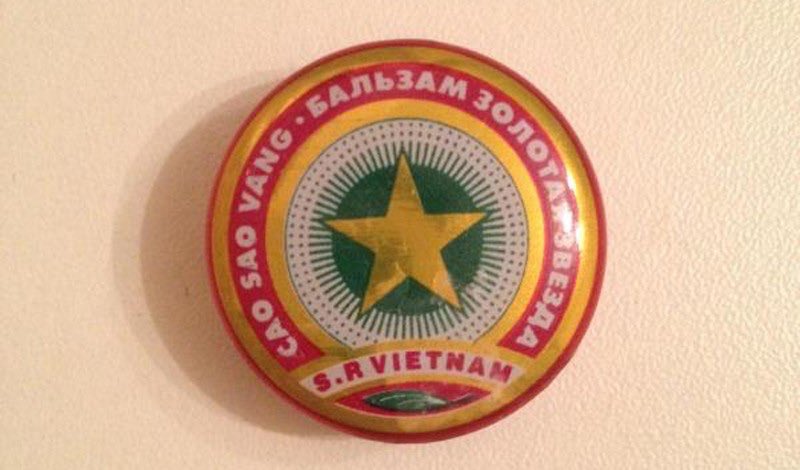 CAO SAO VANG · БАЛЬЗАМ ЗОЛОТАЯ ЗВЕЗДА
S.R VIETNAM